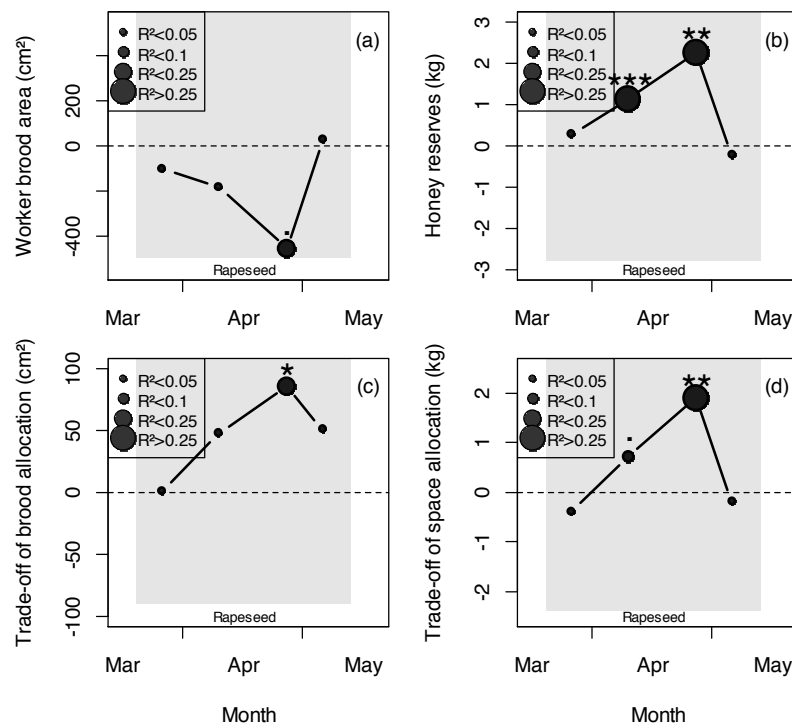 Worker brood area (cm²)
200
0
-400
R²<0.05
R²<0.1
R²<0.25
R²>0.25
(a)
.
Rapeseed
Mar
Apr
May
Honey reserves (kg)
3
2
1
0
-1
-3
R²<0.05
R²<0.1
R²<0.25
R²>0.25
(b)
***
**
Rapeseed
Mar
Apr
May
Trade-off of brood allocation (cm²)
100
50
0
-50
-100
R²<0.05
R²<0.1
R²<0.25
R²>0.25
(c)
*
Rapeseed
Mar
Apr
May
Month
Trade-off of space allocation (kg)
2
1
0
-1
-2
R²<0.05
R²<0.1
R²<0.25
R²>0.25
(d)
.
**
Rapeseed
Mar
Apr
May
Month